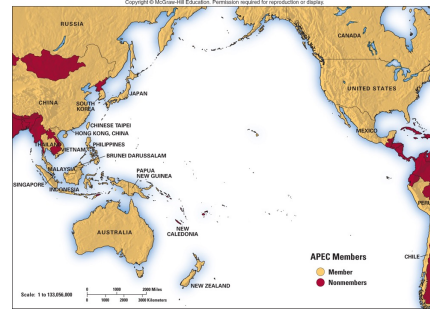 Copyright © McGraw-Hill Education. Permission required for reproduction or display.
RUSSIA
CANADA
UNITED STATES
MEXICO
CHINA
SOUTH
KOREA
JAPAN
CHINESE TAIPEI
HONG KONG, CHINA
THAILAND
VIETNAM
PHILIPPINES
BRUNEI DARUSSALAM
MALAYSIA
SINGAPORE
INDONESIA
PAPUA
NEW GUINEA
PERU
AUSTRALIA
NEW
CALEDONIA
NEW ZEALAND
CHILE
APEC Members
Member
Nonmembers
Scale: 1 to 133,056,000
0 1000 2000 Miles
0 1000 2000 3000 Kilometers